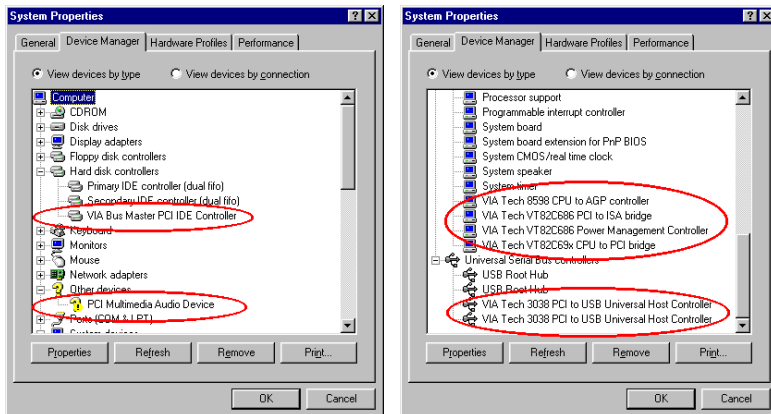 System Properties
General Device Manager Hardware Profiles Performance
View devices by type View devices by connection
Computer
CDROM
Disk drives
Display adapters
Floppy disk controllers
Hard disk controllers
Primary IDE controller (dual fifo)
Secondary IDE controller (dual fifo)
VIA Bus Master PCI IDE Controller
Keyboard
Monitors
Mouse
Network adapters
Other devices
PCI Multimedia Audio Device
Ports (COM & LPT)
System devices
Properties Refresh Remove Print...
OK Cancel
System Properties
General Device Manager Hardware Profiles Performance
View devices by type View devices by connection
Processor support
Programmable interrupt controller
System board
System board extension for PnP BIOS
System CMOS/real time clock
System speaker
System timer
VIA Tech 8598 CPU to AGP controller
VIA Tech VT82C686 PCI to ISA bridge
VIA Tech VT82C686 Power Management Controller
VIA Tech VT82C69x CPU to PCI bridge
Universal Serial Bus controllers
USB Root Hub
USB Root Hub
VIA Tech 3038 PCI to USB Universal Host Controller
VIA Tech 3038 PCI to USB Universal Host Controller
Properties Refresh Remove Print...
OK Cancel